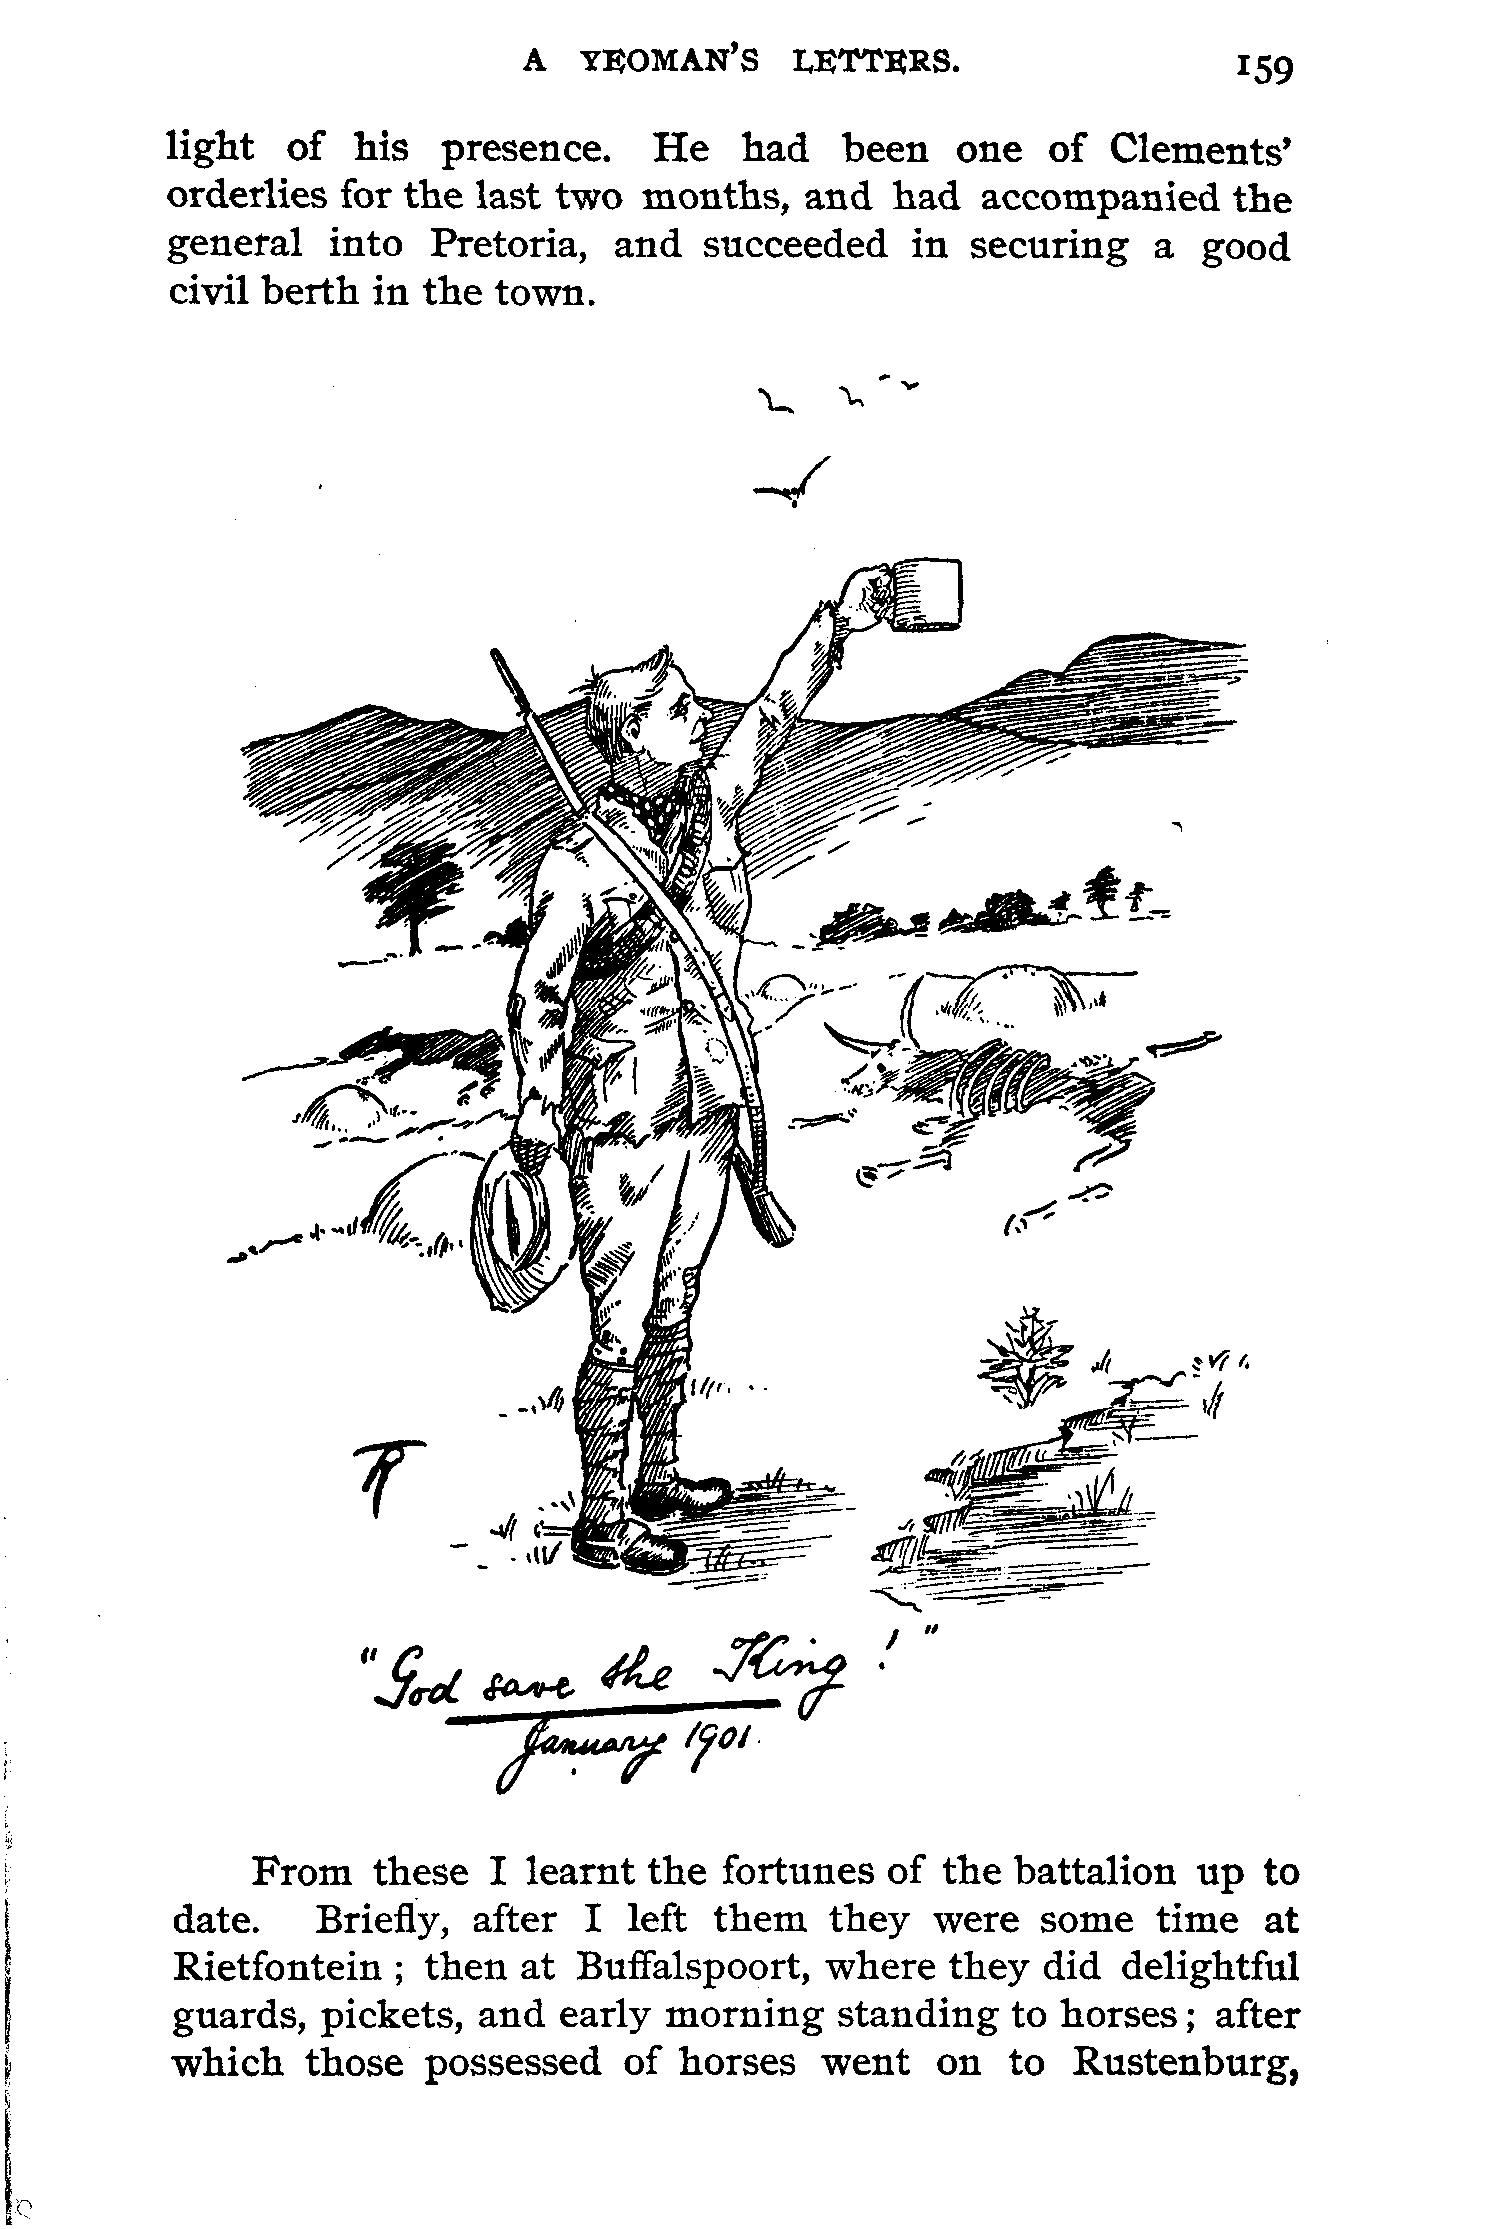 A YEOMAN'S LETTERS. 159
light of his presence. He had been one of Clements'
orderlies for the last two months, and had accompanied the
general into Pretoria, and succeeded in securing a good
civil berth in the town.
TR
"God save the King!"
January 1901.
From these I learnt the fortunes of the battalion up to
date. Briefly, after I left them they were some time at
Rietfontein ; then at Buffalspoort, where they did delightful
guards, pickets, and early morning standing to horses ; after
which those possessed of horses went on to Rustenburg,